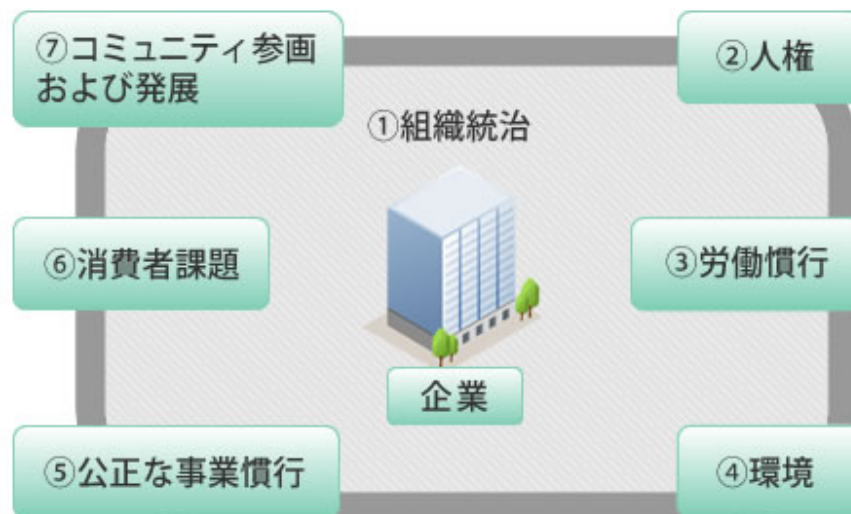 ⑦コミュニティ参画
および発展
②人権
①組織統治
⑥消費者課題
③労働慣行
企業
⑤公正な事業慣行
④環境